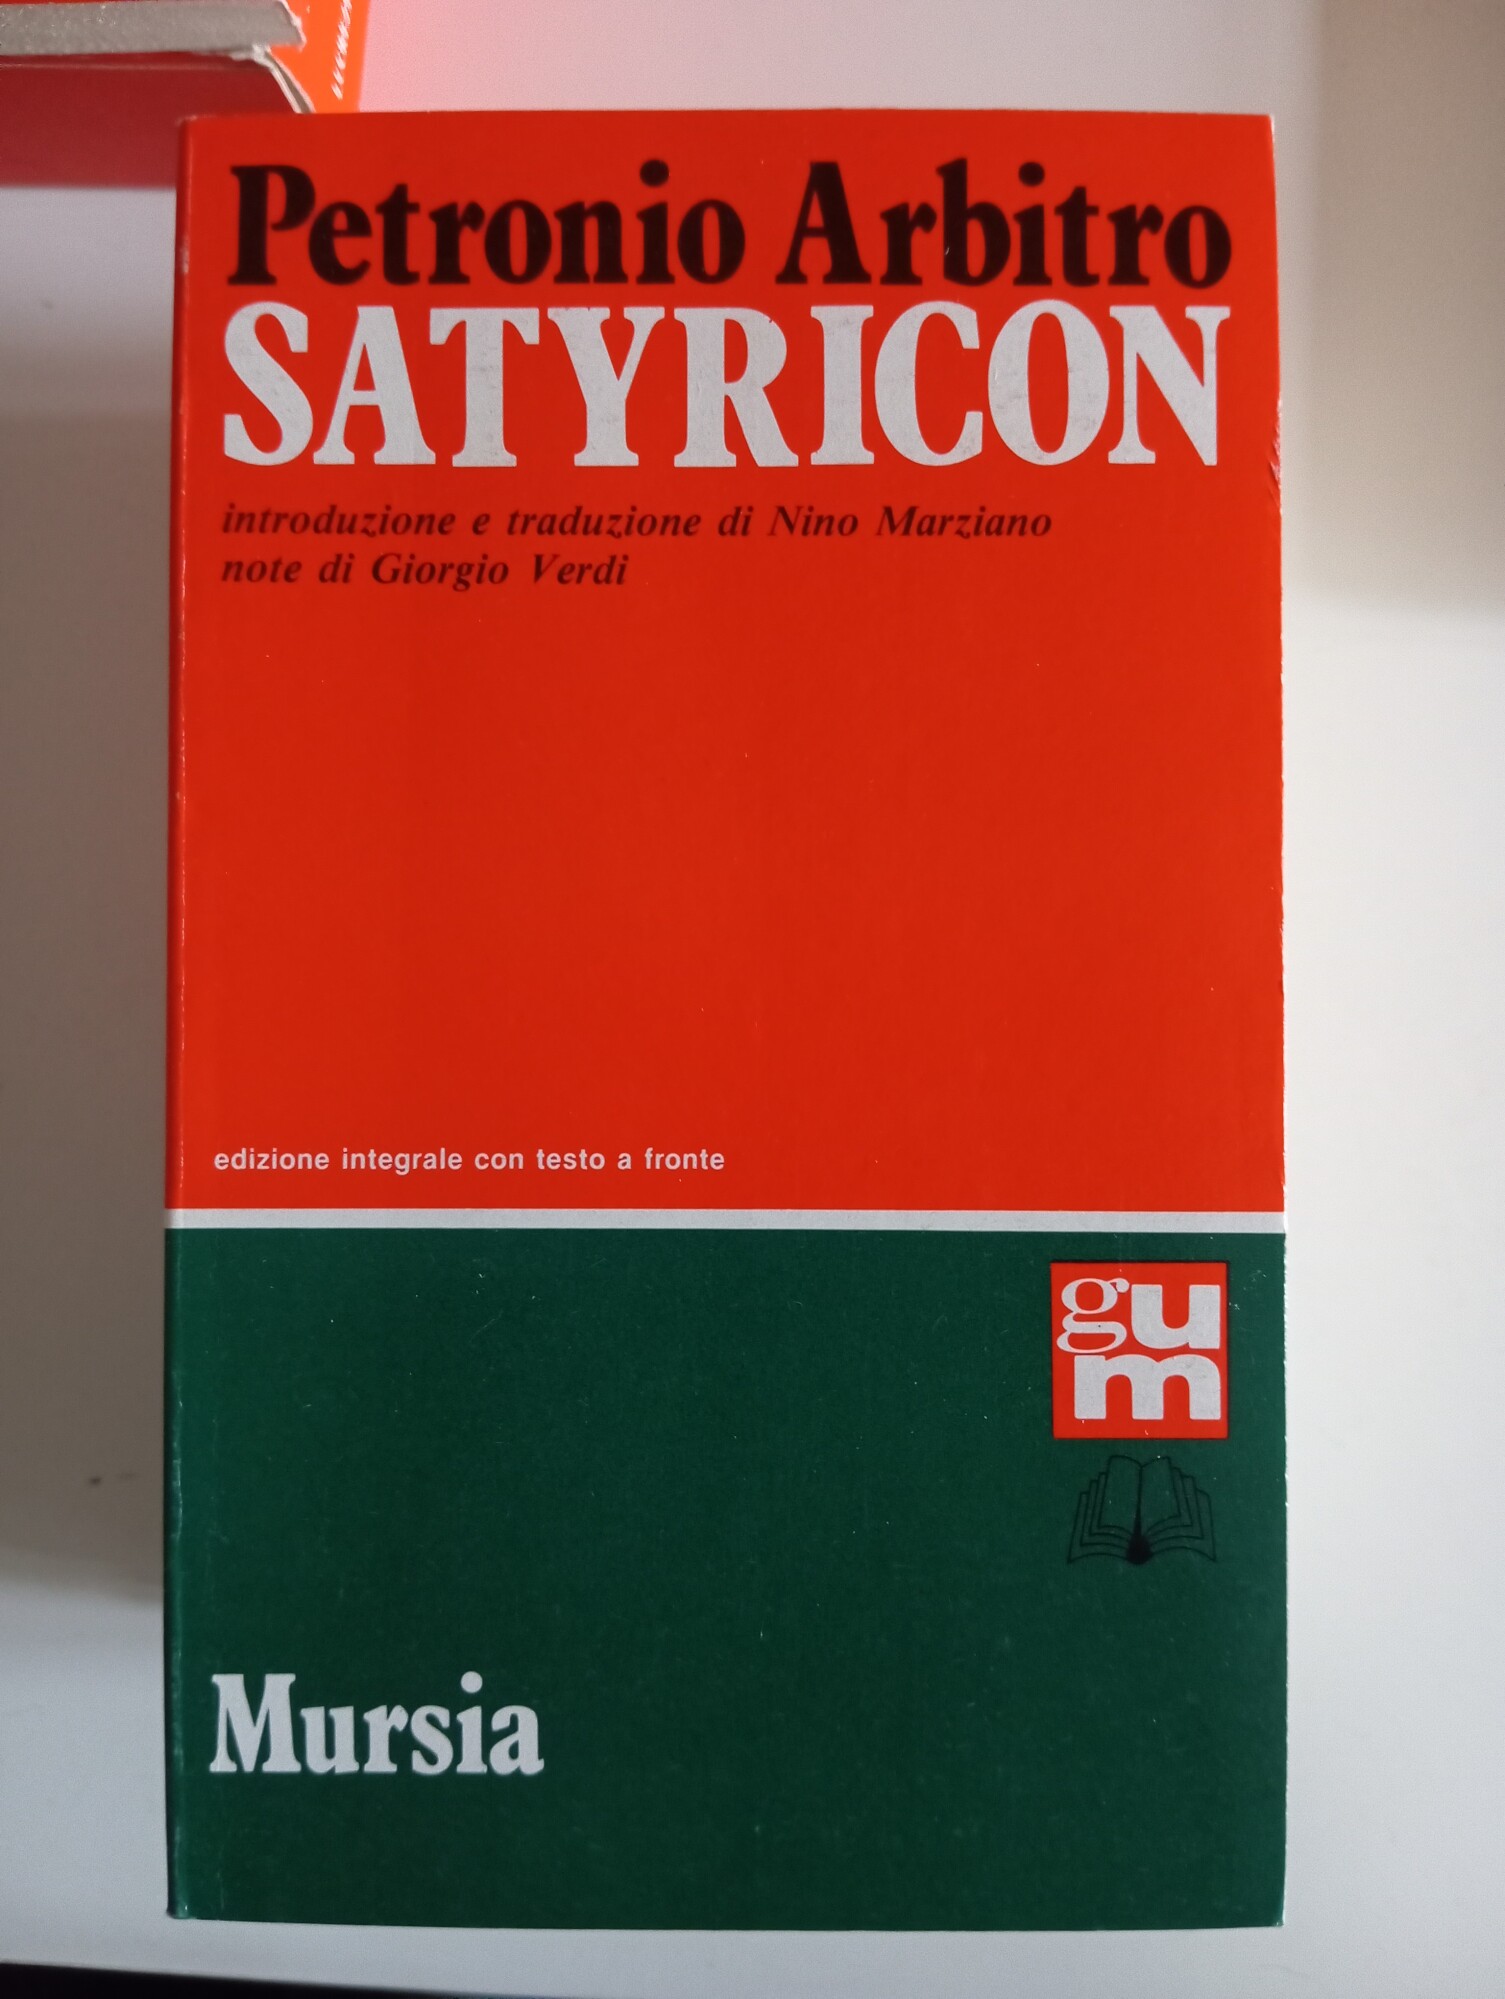 Petronio Arbitro
SATYRICON
introduzione e traduzione di Nino Marziano
note di Giorgio Verdi
edizione integrale con testo a fronte
gu
m
Mursia